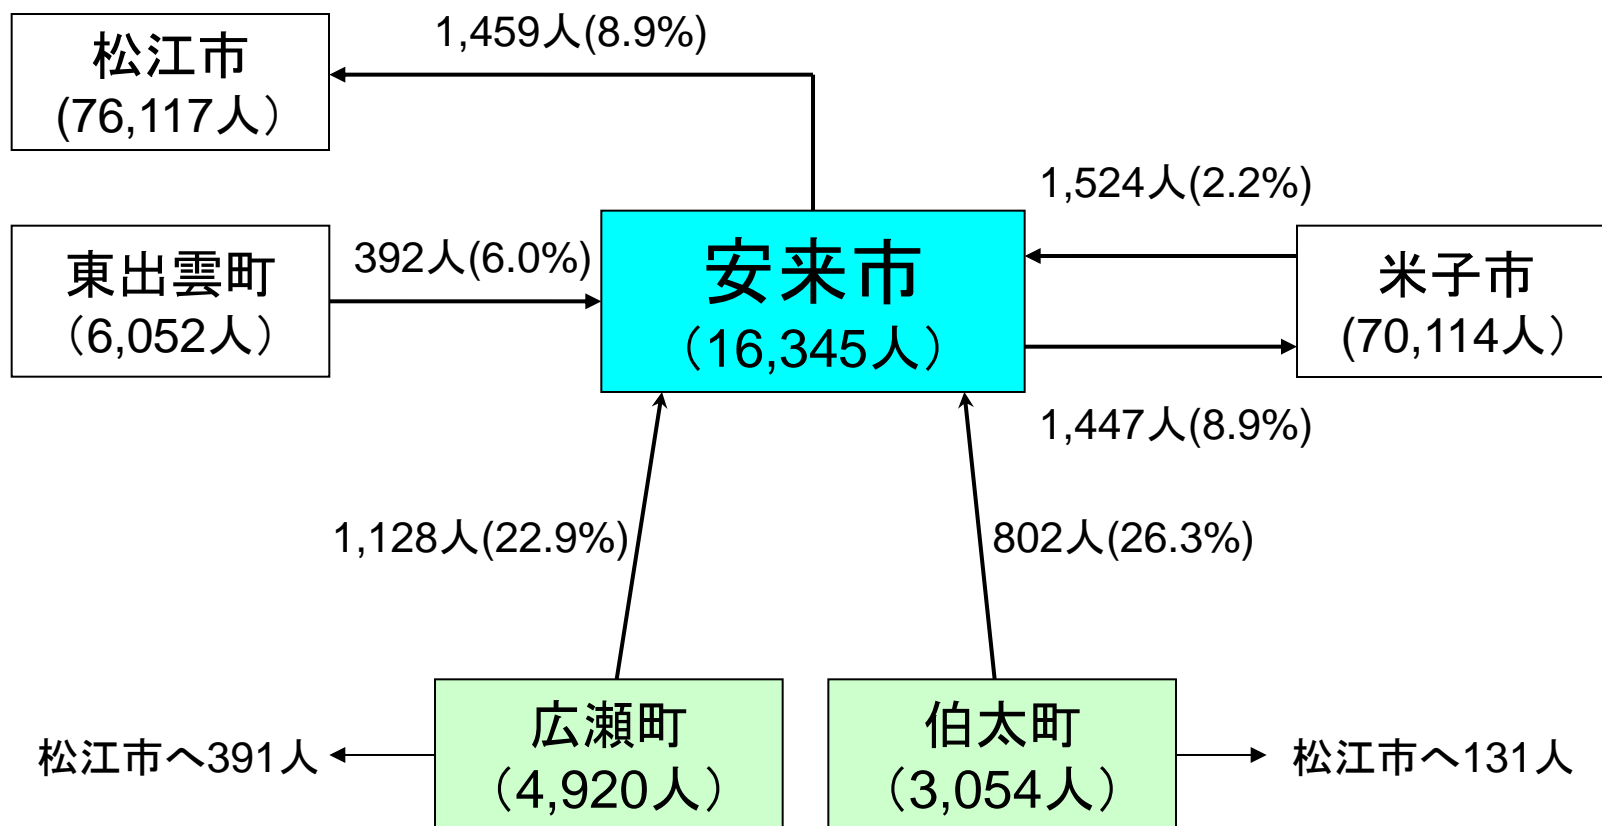 1,459人(8.9%)
松江市
(76,117人）
1,524人(2.2%)
東出雲町
（6,052人）
392人(6.0%)
安来市
（16,345人）
米子市
(70,114人）
1,447人(8.9%)
1,128人(22.9%)
802人(26.3%)
広瀬町
（4,920人）
伯太町
（3,054人）
松江市へ391人
松江市へ131人